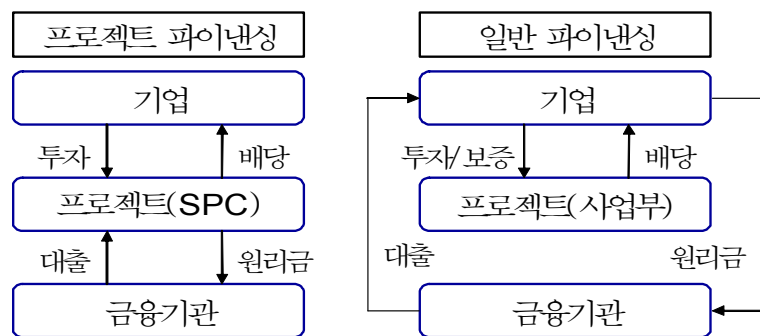 프로젝트 파이낸싱
기업
투자
배당
프로젝트(SPC)
대출
원리금
금융기관
일반 파이낸싱
기업
투자/보증
배당
프로젝트(사업부)
대출
원리금
금융기관